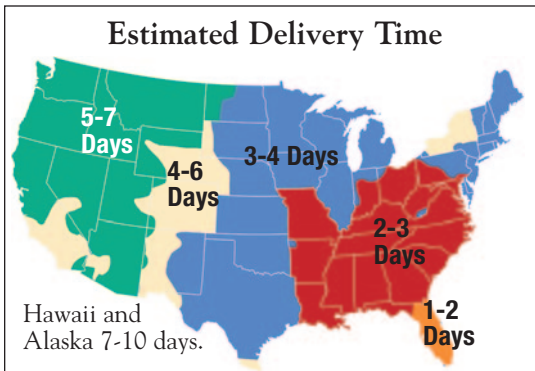 Estimated Delivery Time
5-7
Days
4-6
Days
3-4 Days
2-3
Days
1-2
Days
Hawaii and
Alaska 7-10 days.